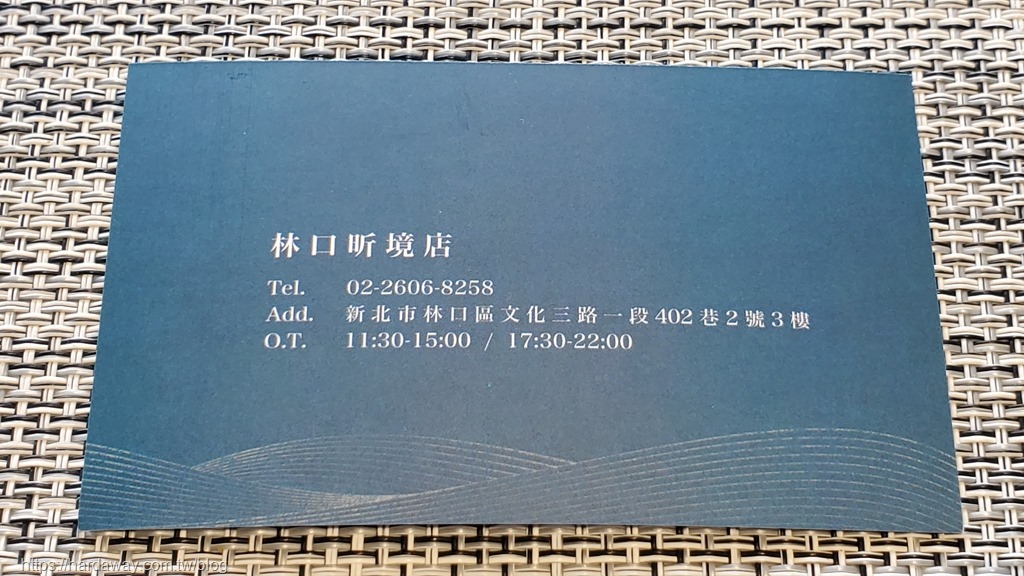 林口昕境店
Tel. 02-2606-8258
Add. 新北市林口區文化三路一段402巷2號3樓
O.T. 11:30-15:00 / 17:30-22:00
https://hardaway.com.tw/blog